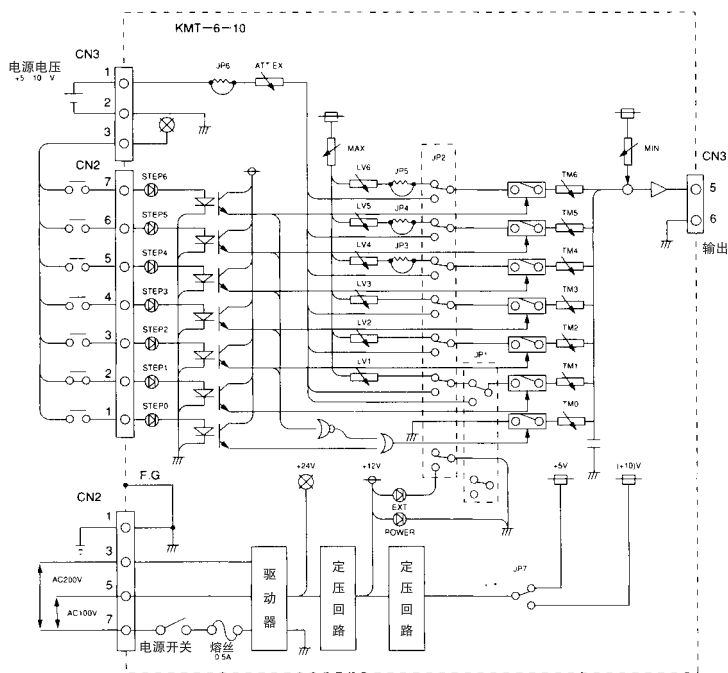 KMT-6-10
CN3
电源电压
+5 10 V
1
2
3
JP6
ATT EX
MAX
LV6
JP5
JP2
TM6
MIN
CN3
5
6
输出
CN2
7
STEP6
6
STEP5
5
STEP4
4
STEP3
3
STEP2
2
STEP1
1
STEP0
LV5
JP4
TM5
LV4
JP3
TM4
LV3
TM3
LV2
TM2
LV1
JP1
TM1
TM0
F.G
CN2
1
3
5
7
AC200V
AC100V
电源开关
熔丝
0.5A
驱动器
+24V
定压回路
+12V
定压回路
EXT
POWER
JP7
+5V
(+10)V